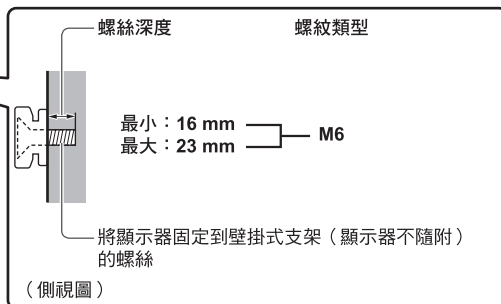 螺絲深度
螺紋類型
最小：16 mm
最大：23 mm
M6
將顯示器固定到壁掛式支架（顯示器不隨附）
的螺絲
（側視圖）